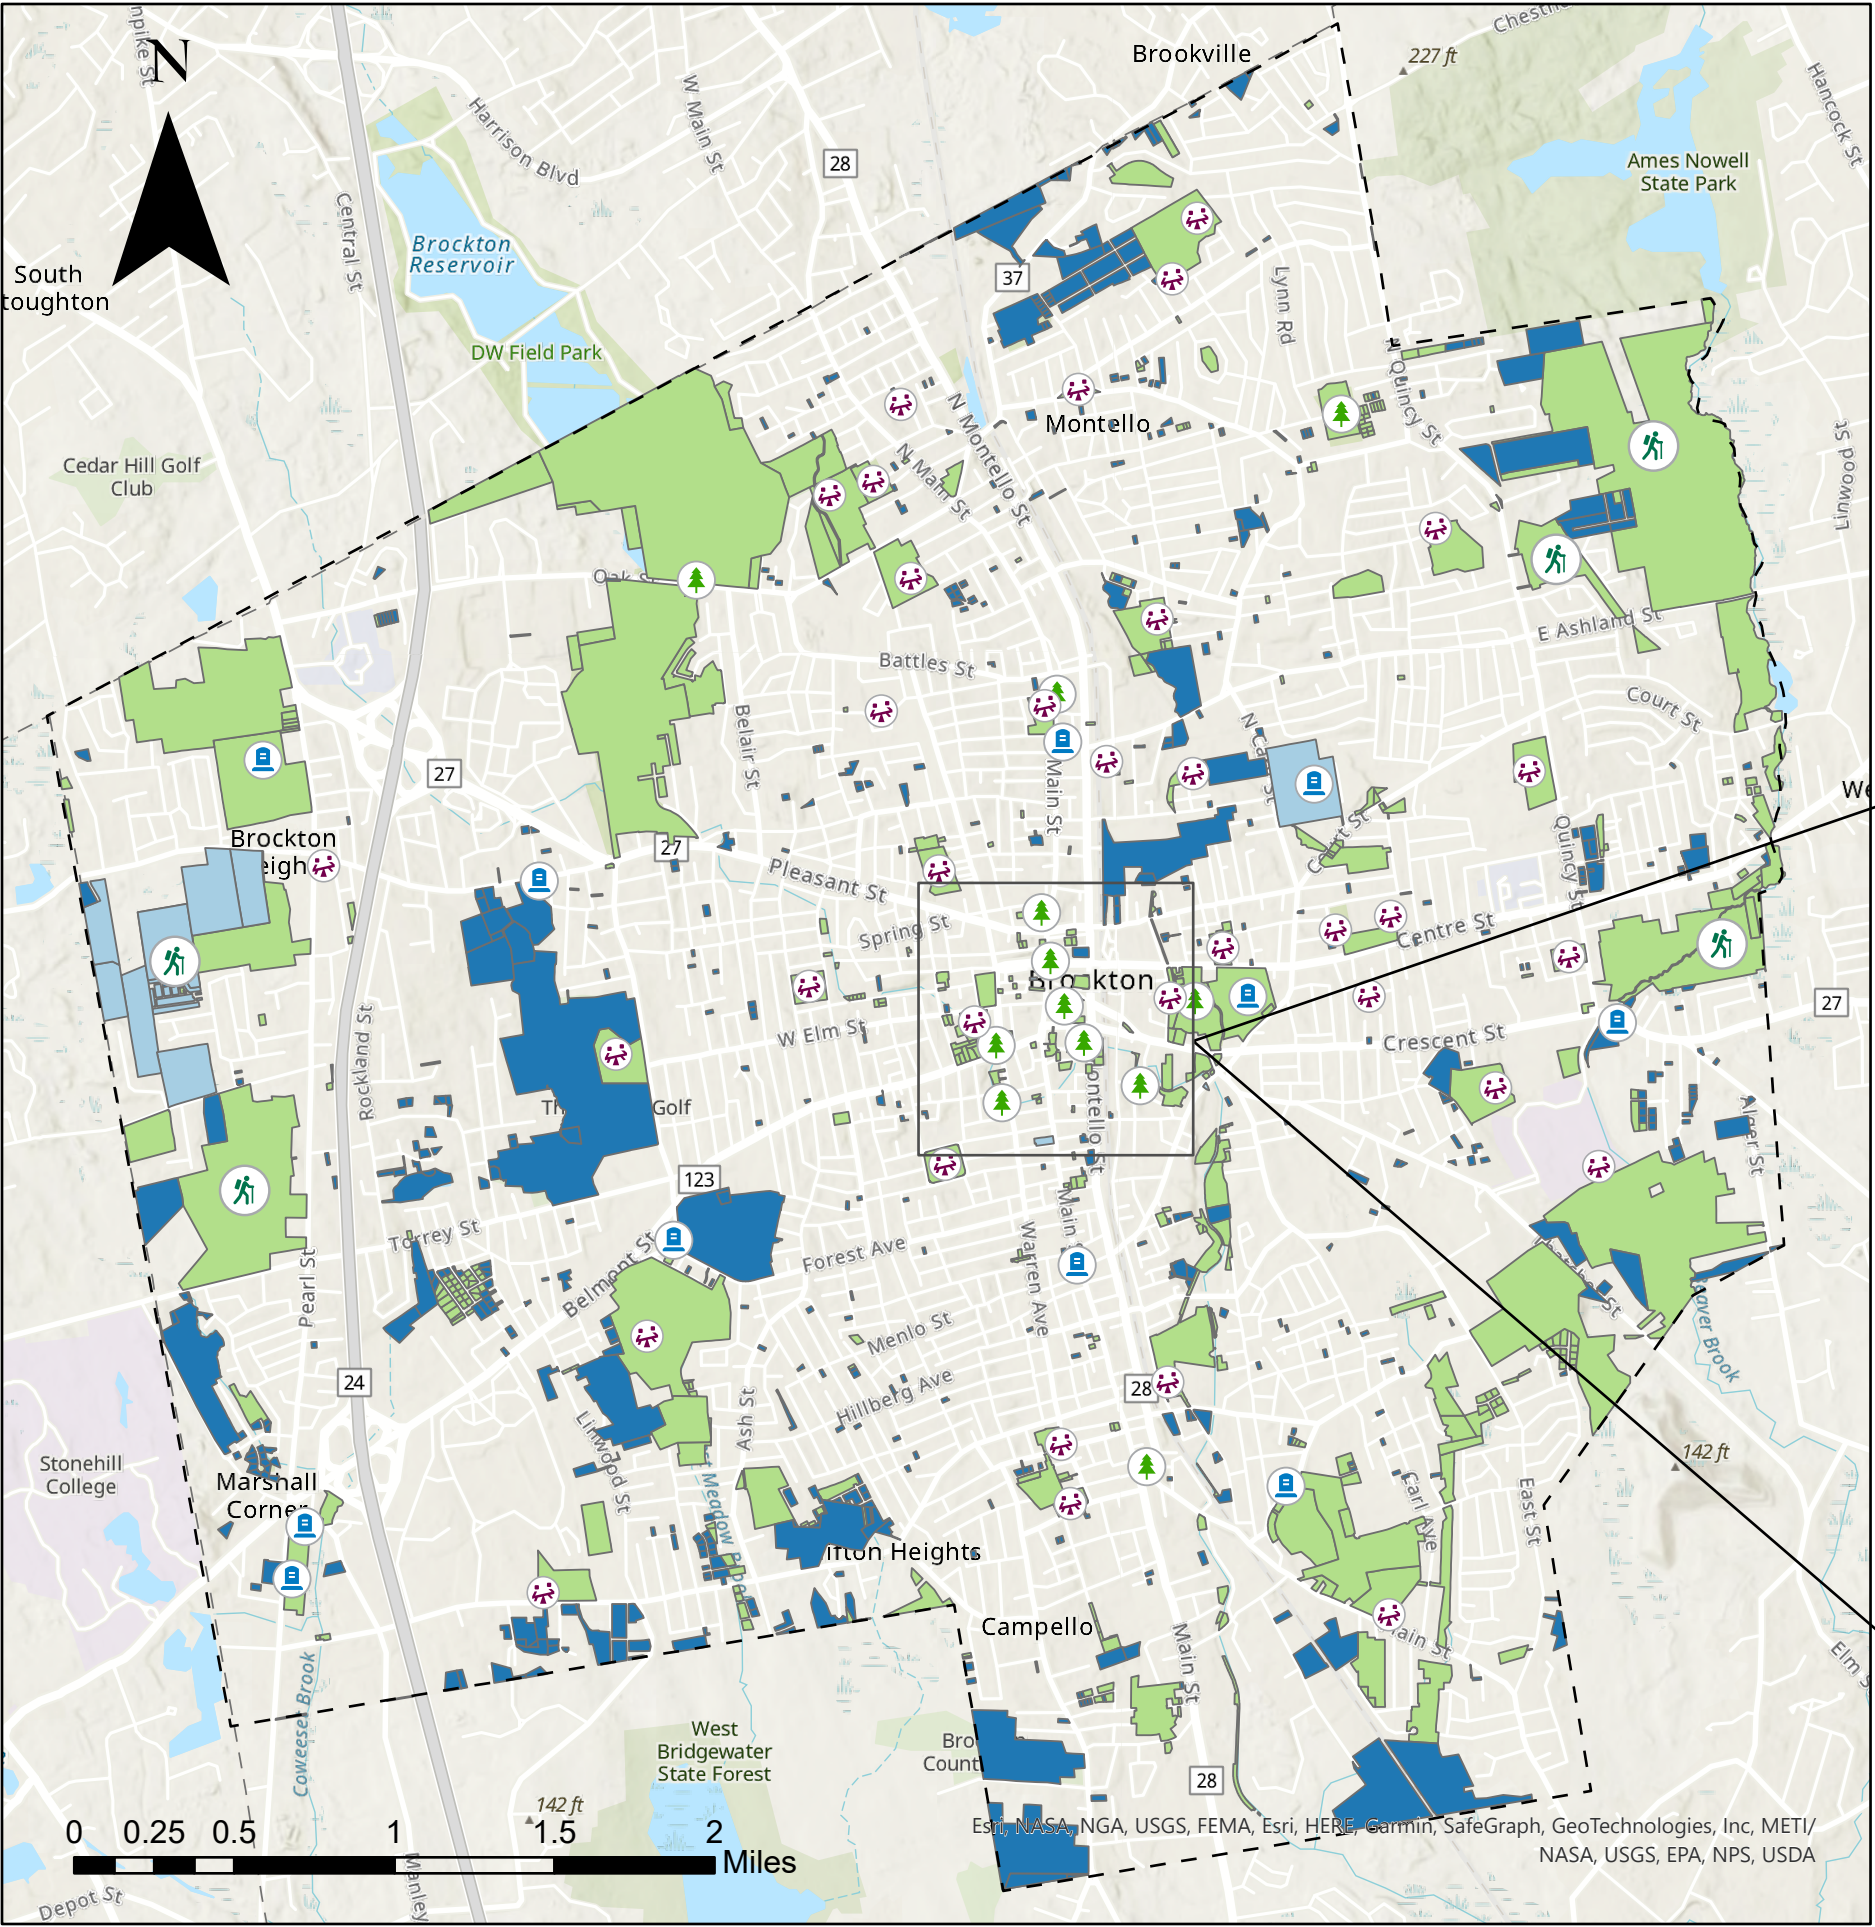 Brookville
227 ft
Chestn
Hancock St
N
npike St
W Main St
Harrison Blvd
28
Ames Nowell
State Park
Central St
Brockton
Reservoir
South
toughton
37
Lynn Rd
DW Field Park
N Quincy St
Montello
N Montello St
N Main St
Linwood St
Cedar Hill Golf
Club
Oak S
E Ashland St
Battles St
Court St
Belair St
Main St
27
Brockton
eigh
27
Court St
Quincy St
We
Pleasant St
Spring St
Centre St
Brockton
27
W Elm St
Crescent St
Rockland St
Th
Golf
ontello St
Alger St
123
Torrey St
Main S
Forest Ave
Warren Ave
Belmont St
Pearl St
Menlo St
Beaver Brook
24
28
Hillberg Ave
Ash St
Linwood St
142 ft
Stonehill
College
Marshall
Corner
Carl Ave
East St
ifton Heights
Campello
Main St
ain St
Elm S
Coweeset Brook
West
Bridgewater
State Forest
Bro
Count
28
142 ft
0 0.25 0.5 1 1.5 2
Miles
Manley
Depot St
Esri, NASA, NGA, USGS, FEMA, Esri, HERE, Garmin, SafeGraph, GeoTechnologies, Inc, METI/
NASA, USGS, EPA, NPS, USDA